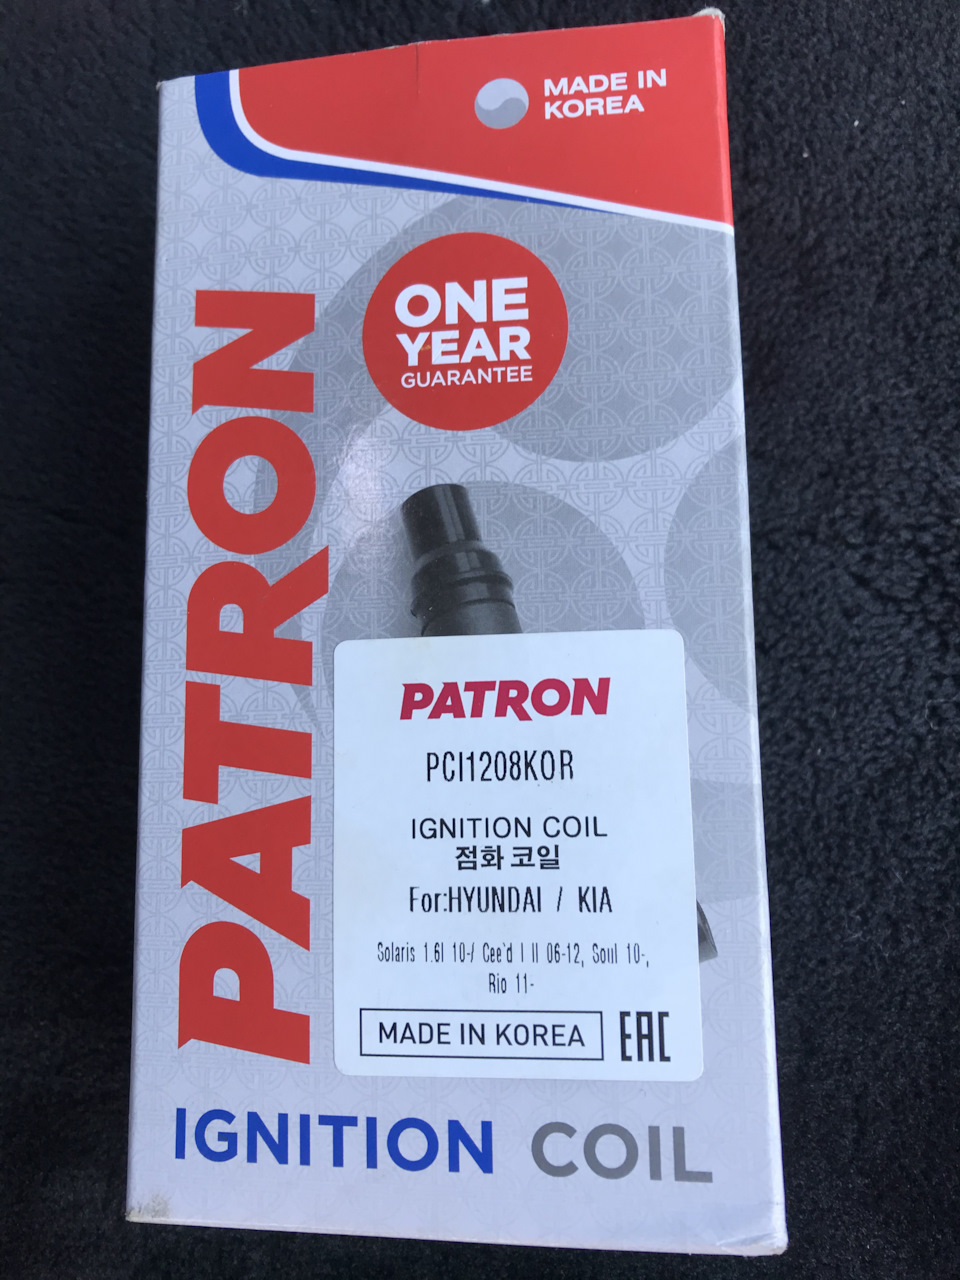 MADE IN
KOREA
ONE
YEAR
GUARANTEE
PATRON
PATRON
PCI1208KOR
IGNITION COIL
점화 코일
For:HYUNDAI / KIA
Solaris 1.6l 10-/ Cee'd I II 06-12, Soul 10-,
Rio 11-
MADE IN KOREA
EAC
IGNITION COIL